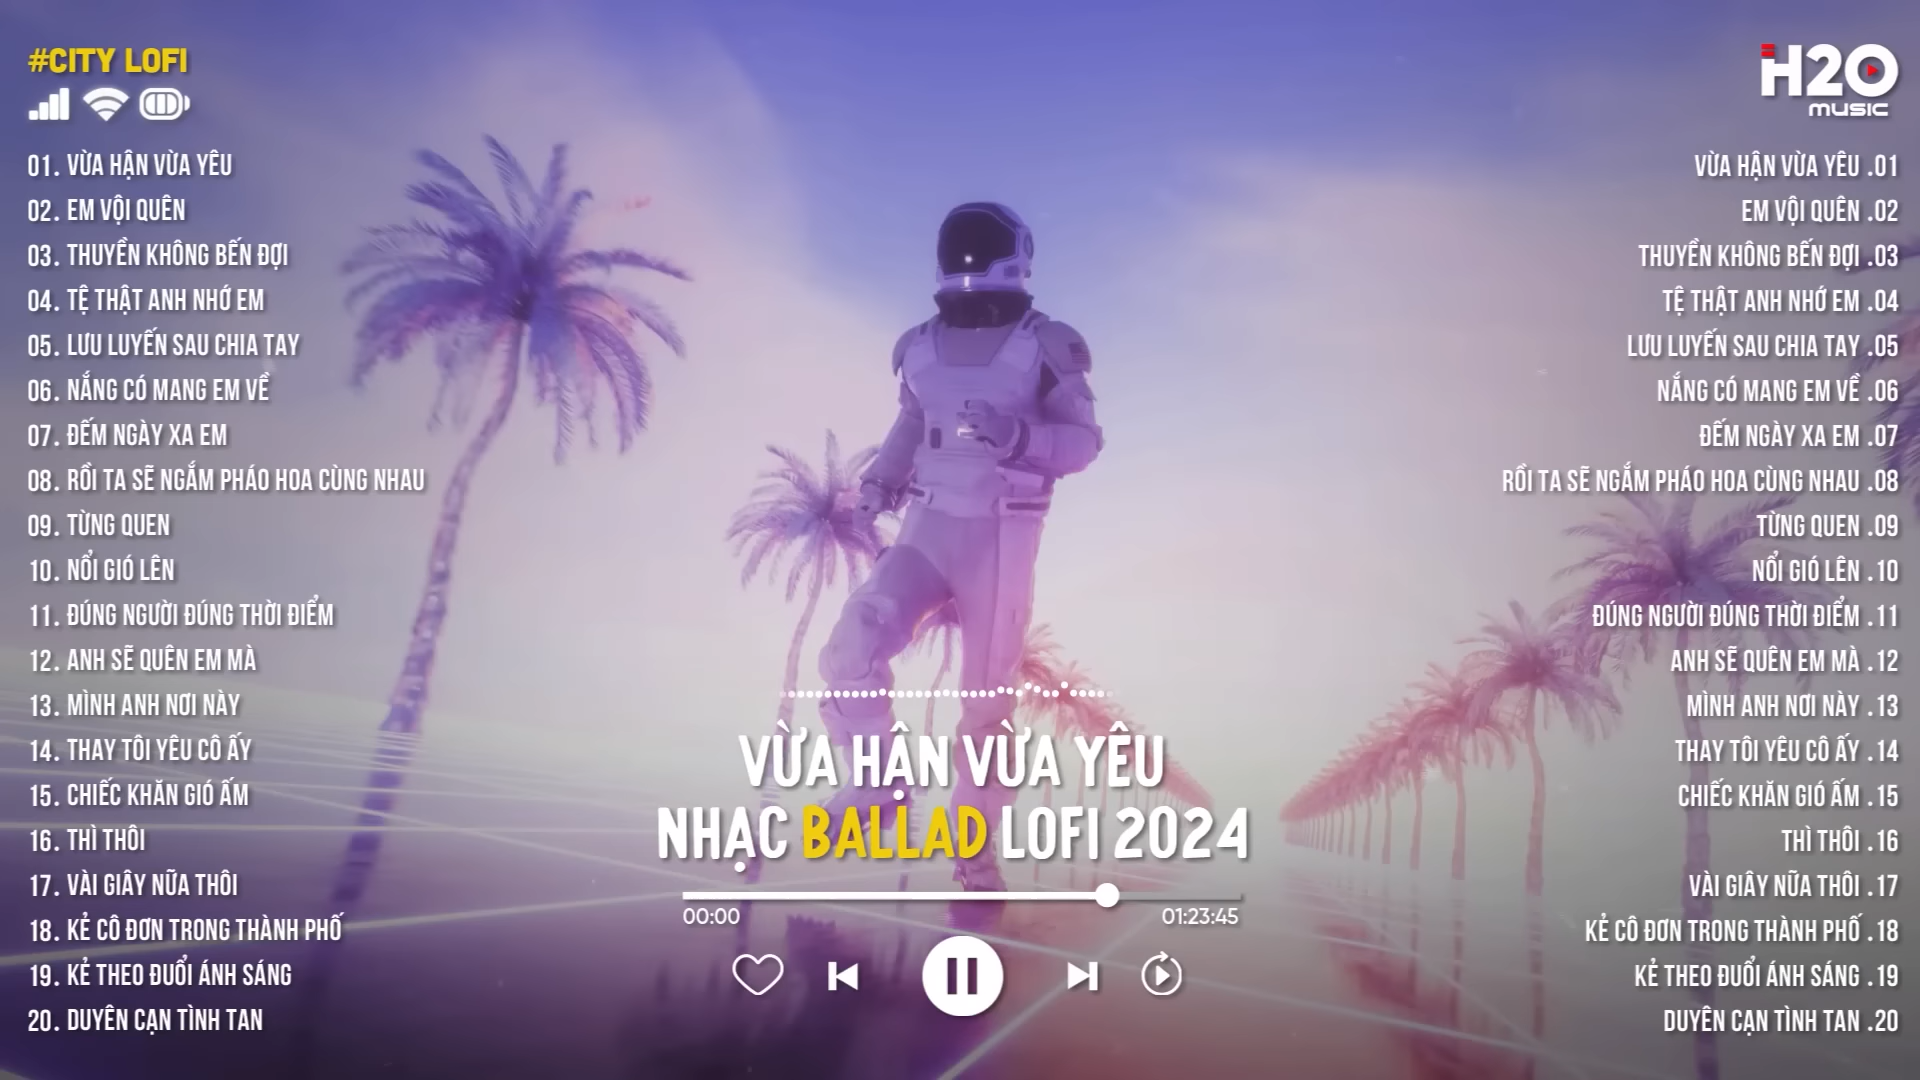 #CITY LOFI
H2O
MUSIC
01. VỪA HẬN VỪA YÊU
02. EM VỘI QUÊN
03. THUYỀN KHÔNG BẾN ĐỢI
04. TỆ THẬT ANH NHỚ EM
05. LƯU LUYẾN SAU CHIA TAY
06. NẮNG CÓ MANG EM VỀ
07. ĐẾM NGÀY XA EM
08. RỒI TA SẼ NGẮM PHÁO HOA CÙNG NHAU
09. TỪNG QUEN
10. NỔI GIÓ LÊN
11. ĐÚNG NGƯỜI ĐÚNG THỜI ĐIỂM
12. ANH SẼ QUÊN EM MÀ
13. MÌNH ANH NƠI NÀY
14. THAY TÔI YÊU CÔ ẤY
15. CHIẾC KHĂN GIÓ ẤM
16. THÌ THÔI
17. VÀI GIÂY NỮA THÔI
18. KẺ CÔ ĐƠN TRONG THÀNH PHỐ
19. KẺ THEO ĐUỔI ÁNH SÁNG
20. DUYÊN CẠN TÌNH TAN
VỪA HẬN VỪA YÊU
NHẠC BALLAD LOFI 2024
00:00 01:23:45
VỪA HẬN VỪA YÊU .01
EM VỘI QUÊN .02
THUYỀN KHÔNG BẾN ĐỢI .03
TỆ THẬT ANH NHỚ EM .04
LƯU LUYẾN SAU CHIA TAY .05
NẮNG CÓ MANG EM VỀ .06
ĐẾM NGÀY XA EM .07
RỒI TA SẼ NGẮM PHÁO HOA CÙNG NHAU .08
TỪNG QUEN .09
NỔI GIÓ LÊN .10
ĐÚNG NGƯỜI ĐÚNG THỜI ĐIỂM .11
ANH SẼ QUÊN EM MÀ .12
MÌNH ANH NƠI NÀY .13
THAY TÔI YÊU CÔ ẤY .14
CHIẾC KHĂN GIÓ ẤM .15
THÌ THÔI .16
VÀI GIÂY NỮA THÔI .17
KẺ CÔ ĐƠN TRONG THÀNH PHỐ .18
KẺ THEO ĐUỔI ÁNH SÁNG .19
DUYÊN CẠN TÌNH TAN .20